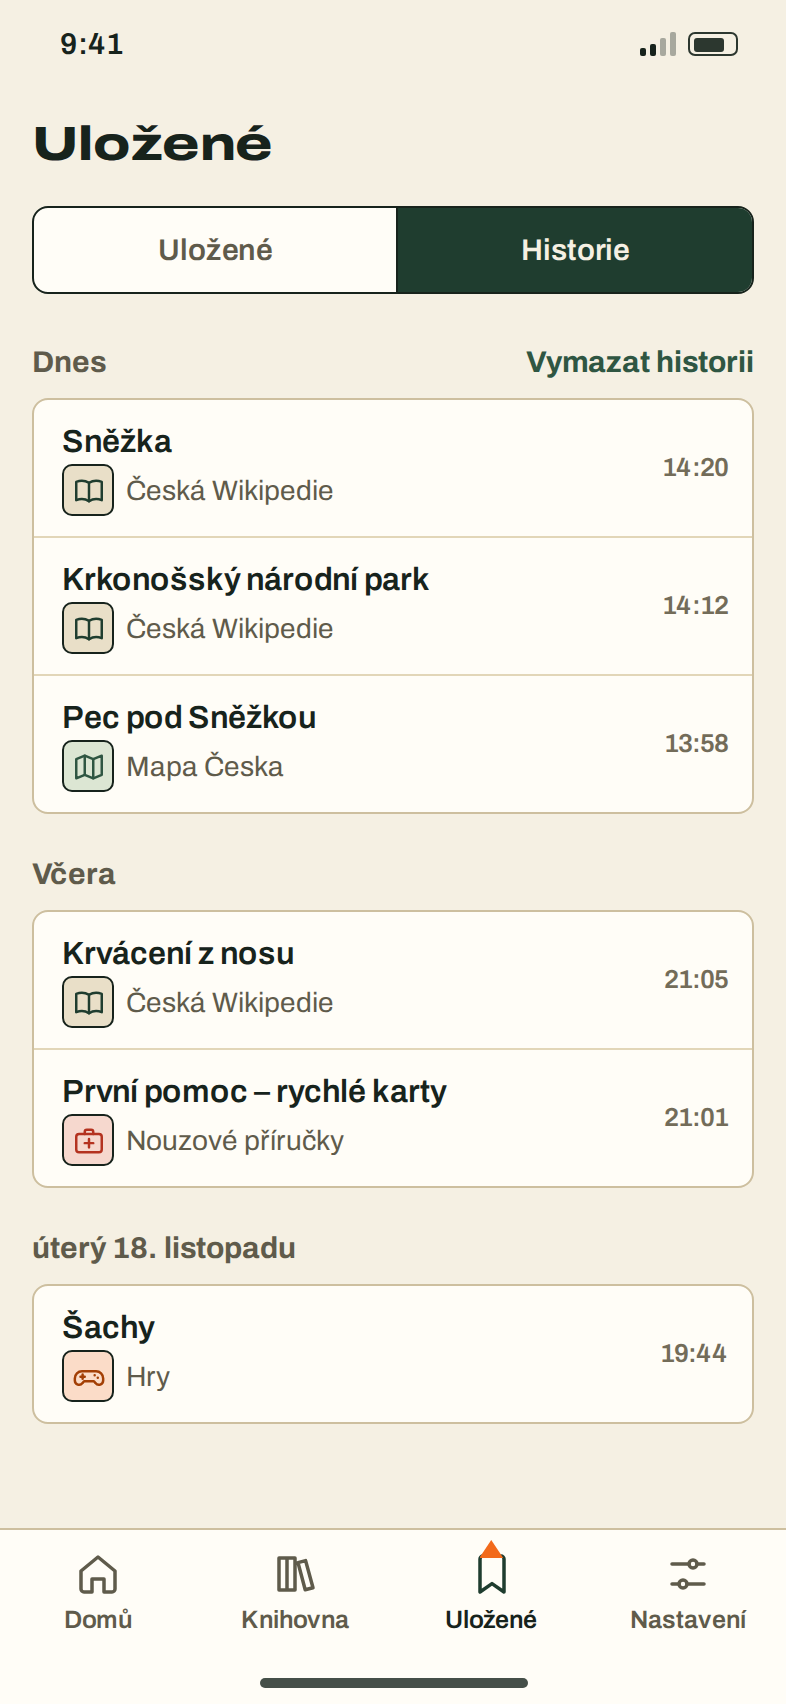 9:41
Uložené
Uložené
Historie
Dnes
Vymazat historii
Sněžka
Česká Wikipedie
14:20
Krkonošský národní park
Česká Wikipedie
14:12
Pec pod Sněžkou
Mapa Česka
13:58
Včera
Krvácení z nosu
Česká Wikipedie
21:05
První pomoc – rychlé karty
Nouzové příručky
21:01
úterý 18. listopadu
Šachy
Hry
19:44
Domů
Knihovna
Uložené
Nastavení